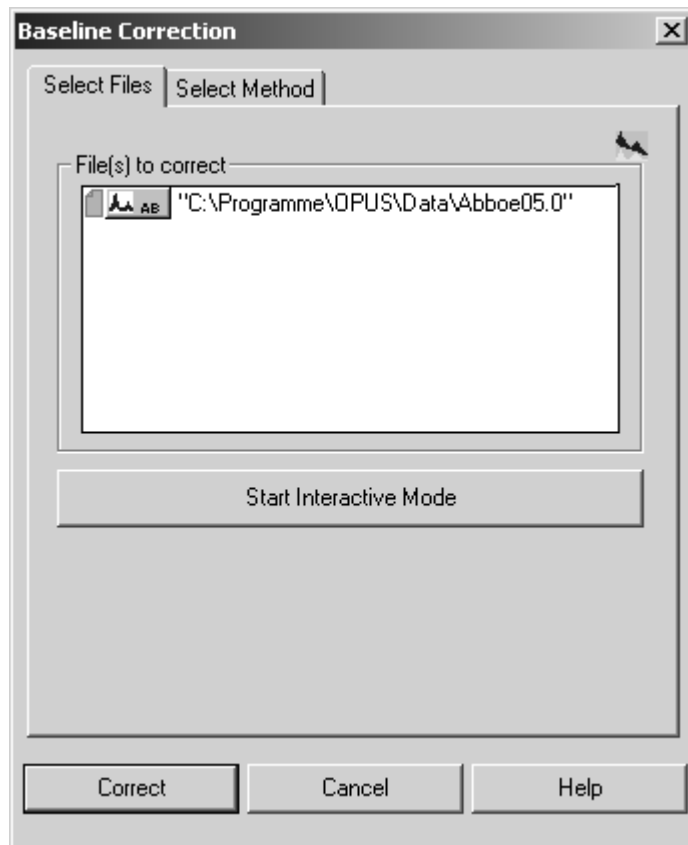 Baseline Correction
Select Files Select Method
File(s) to correct
AB "C:\Programme\OPUS\Data\Abboe05.0"
Start Interactive Mode
Correct Cancel Help